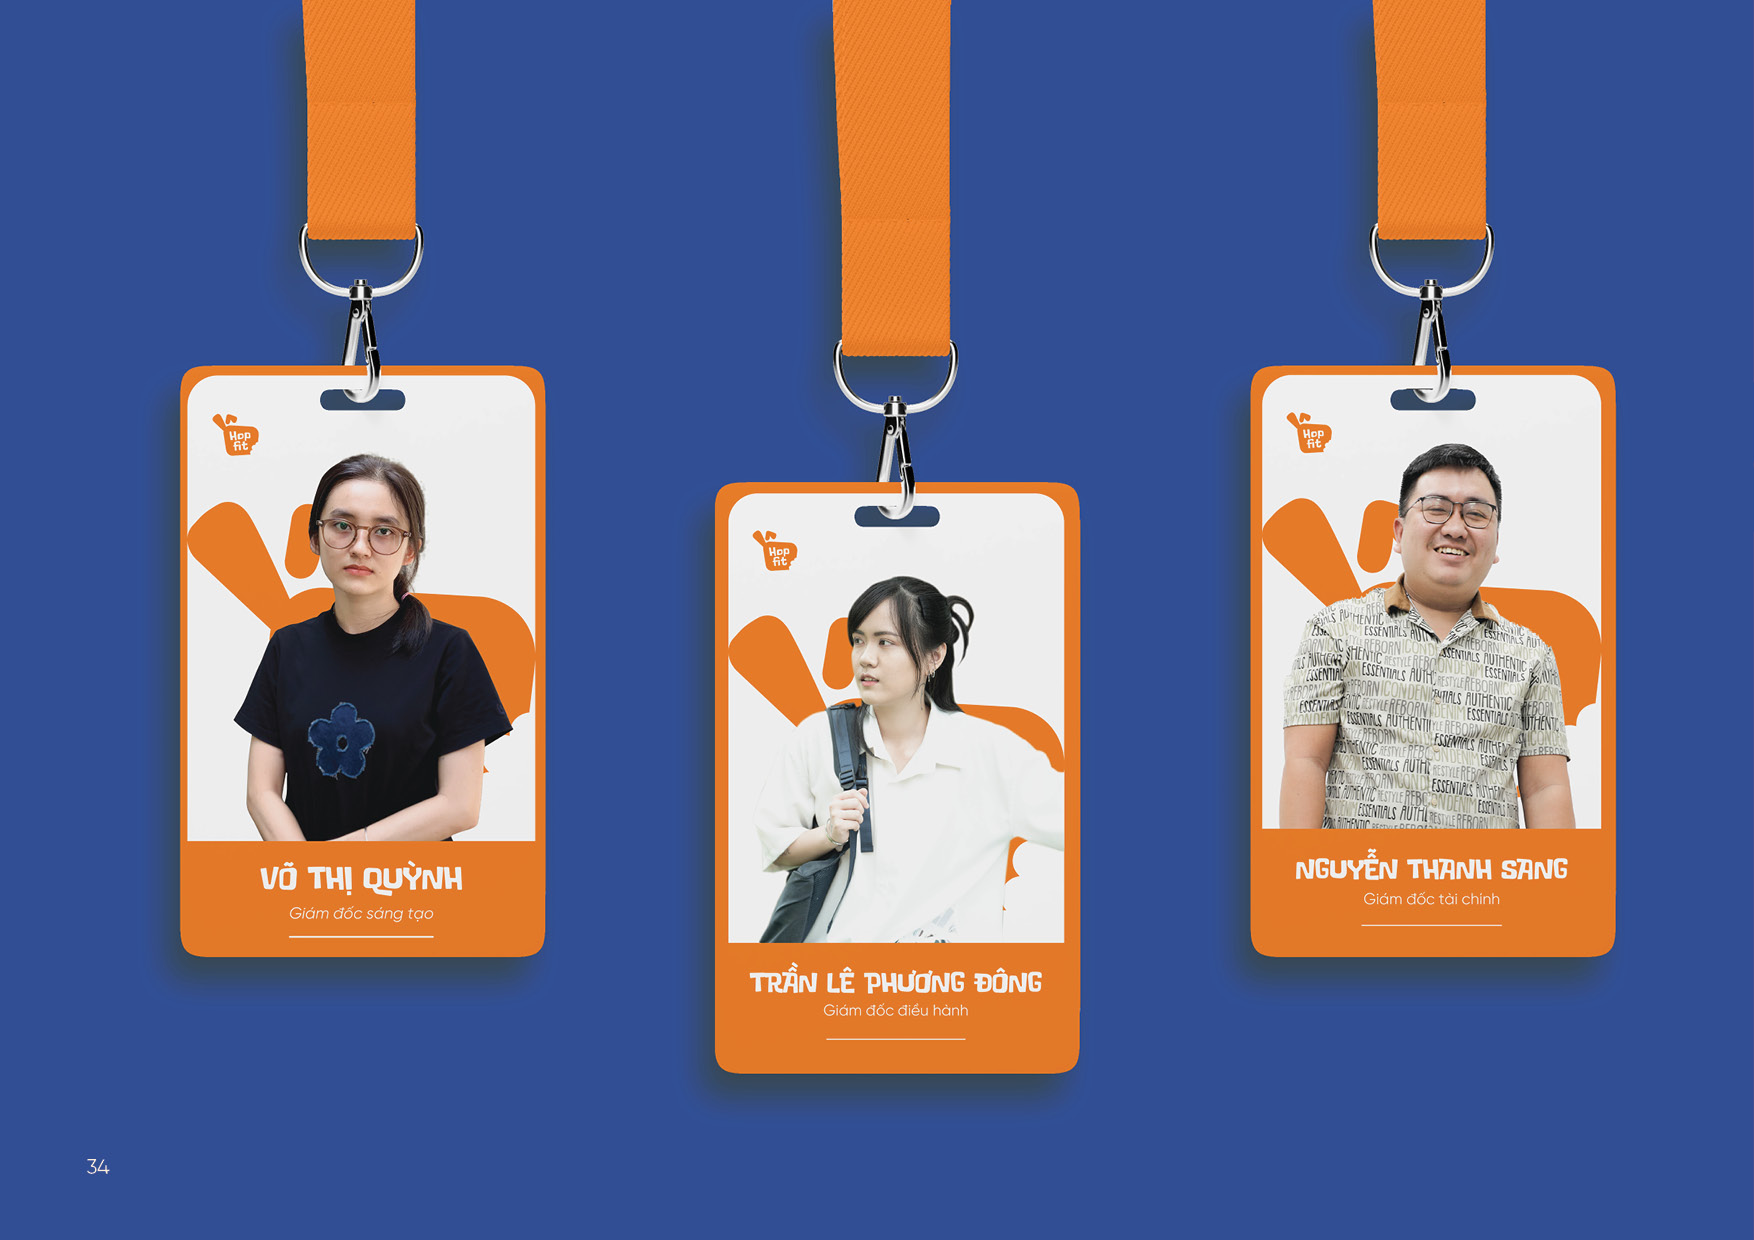 Hop
fit
VÕ THỊ QUỲNH
Giám đốc sáng tạo
Hop
fit
TRẦN LÊ PHƯƠNG ĐÔNG
Giám đốc điều hành
Hop
fit
NGUYỄN THANH SANG
Giám đốc tài chính
34